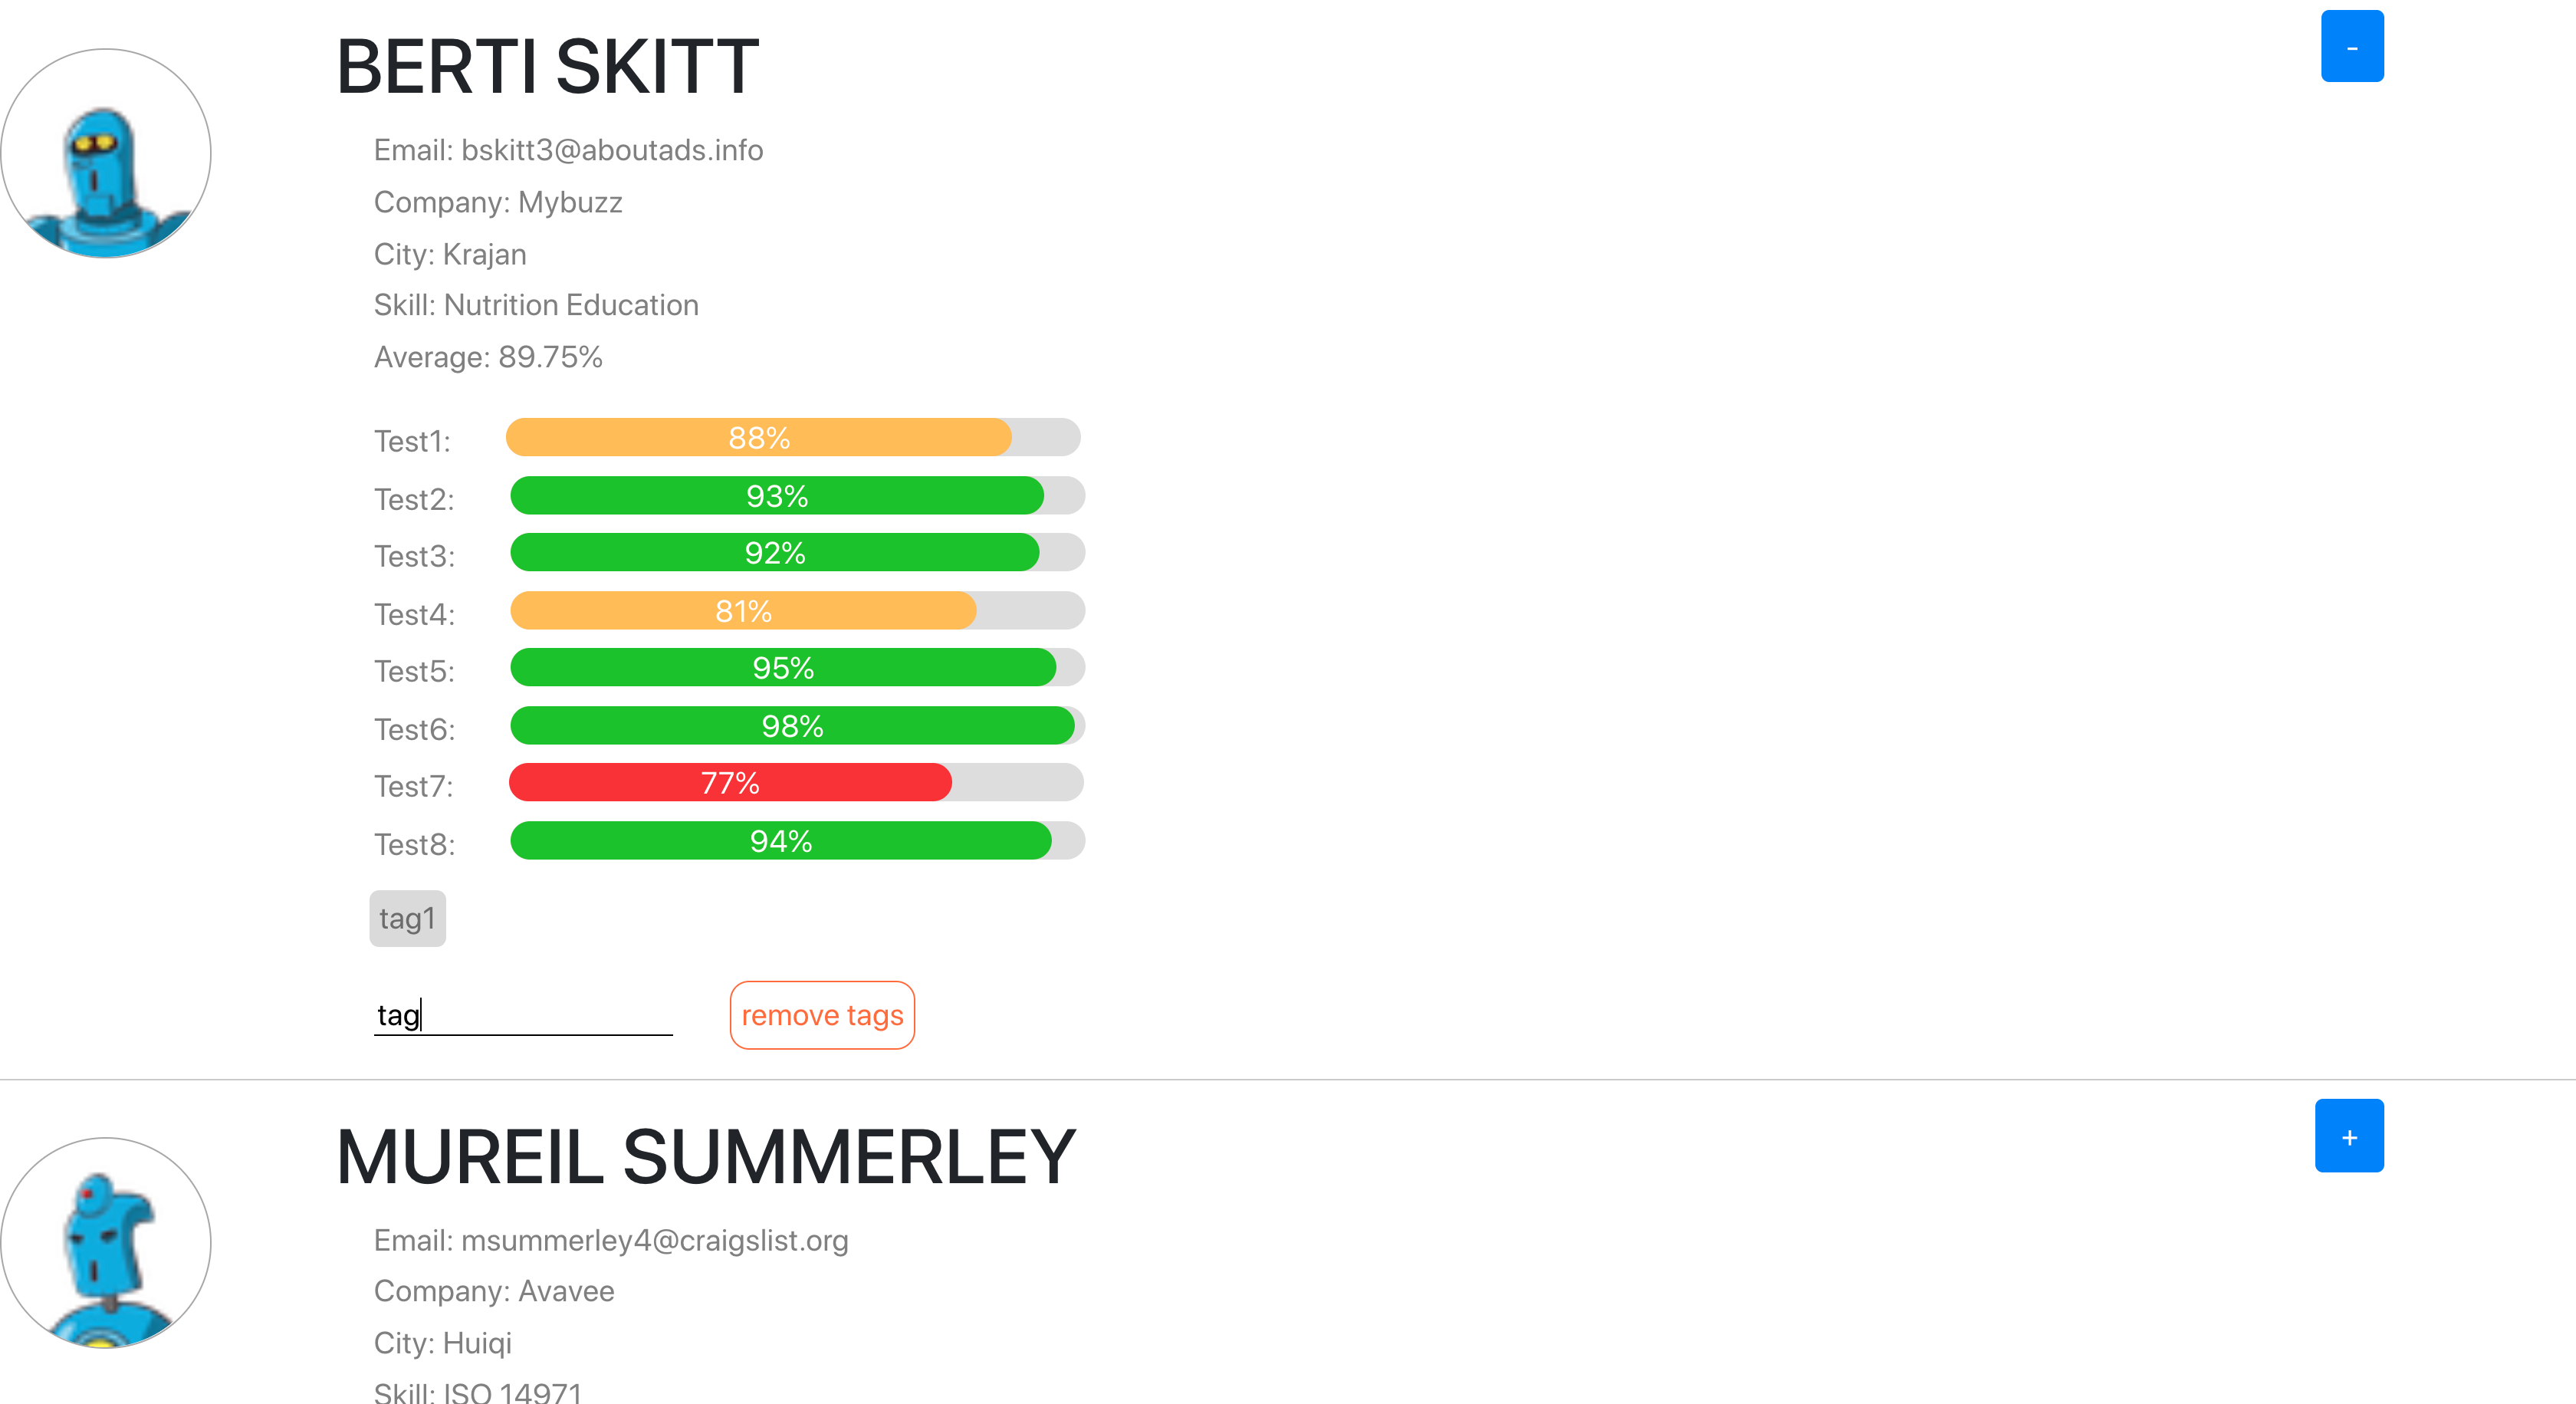 BERTI SKITT
-
Email: bskitt3@aboutads.info
Company: Mybuzz
City: Krajan
Skill: Nutrition Education
Average: 89.75%
Test1: 88%
Test2: 93%
Test3: 92%
Test4: 81%
Test5: 95%
Test6: 98%
Test7: 77%
Test8: 94%
tag1
tag remove tags
MUREIL SUMMERLEY
+
Email: msummerley4@craigslist.org
Company: Avavee
City: Huiqi
Skill: ISO 14971